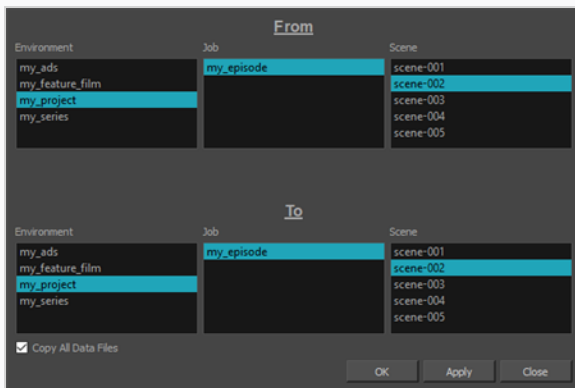 From
Environment Job Scene
my_ads my_episode scene-001
my_feature_film scene-002
my_project scene-003
my_series scene-004
scene-005
To
Environment Job Scene
my_ads my_episode scene-001
my_feature_film scene-002
my_project scene-003
my_series scene-004
scene-005
Copy All Data Files
OK Apply Close